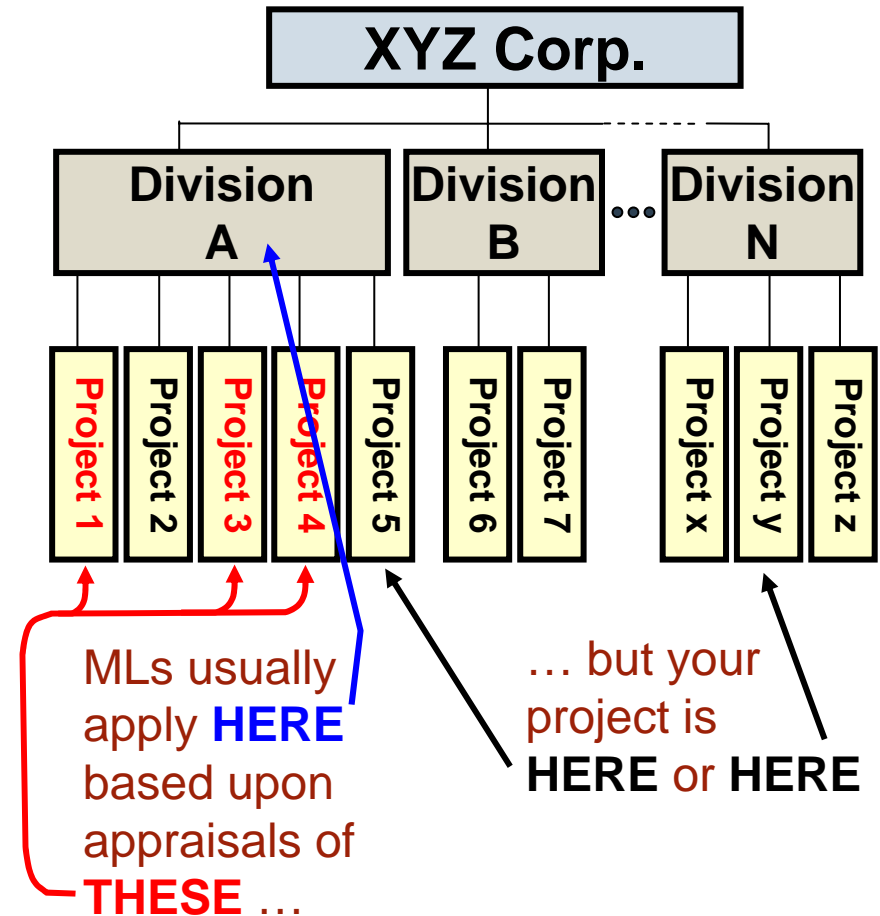 XYZ Corp.
Division
A
Division
B
Division
N
Project 1
Project 2
Project 3
Project 4
Project 5
Project 6
Project 7
Project x
Project y
Project z
MLs usually
apply HERE
based upon
appraisals of
THESE …
… but your
project is
HERE or HERE